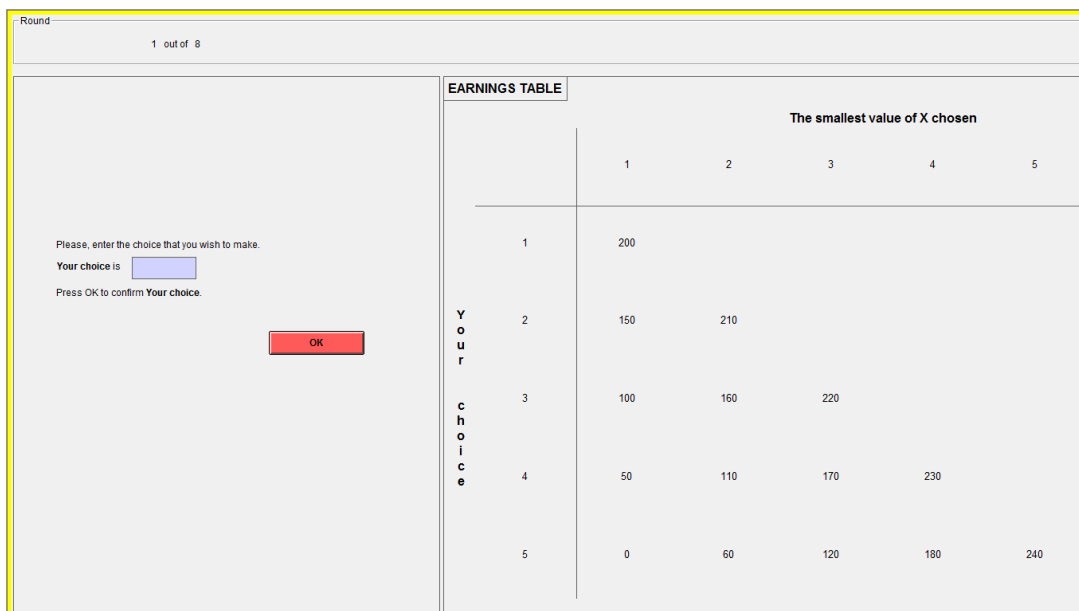 Round
1 out of 8
Please, enter the choice that you wish to make.
Your choice is
Press OK to confirm Your choice.
OK
EARNINGS TABLE
The smallest value of X chosen
1 2 3 4 5
Your choice
1 200
2 150 210
3 100 160 220
4 50 110 170 230
5 0 60 120 180 240